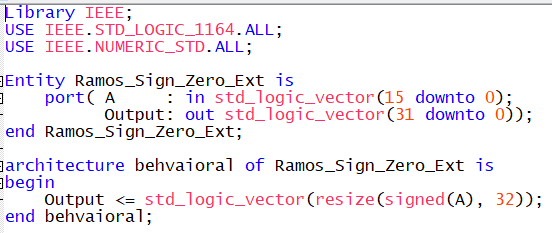 Library IEEE;
USE IEEE.STD_LOGIC_1164.ALL;
USE IEEE.NUMERIC_STD.ALL;
Entity Ramos_Sign_Zero_Ext is
port( A : in std_logic_vector(15 downto 0);
Output: out std_logic_vector(31 downto 0));
end Ramos_Sign_Zero_Ext;
architecture behvaioral of Ramos_Sign_Zero_Ext is
begin
Output <= std_logic_vector(resize(signed(A), 32));
end behvaioral;